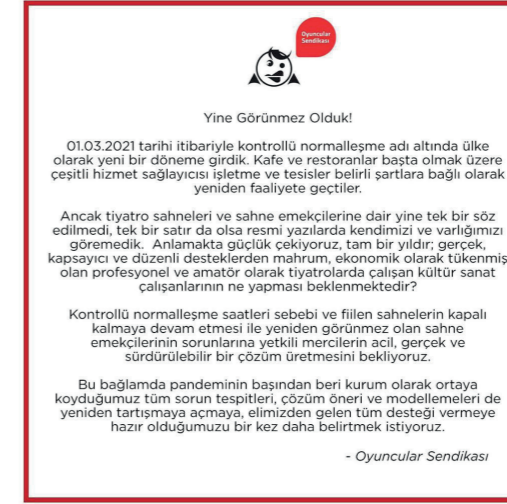 Oyuncular
Sendikası
Yine Görünmez Olduk!
01.03.2021 tarihi itibariyle kontrollü normalleşme adı altında ülke
olarak yeni bir döneme girdik. Kafe ve restoranlar başta olmak üzere
çeşitli hizmet sağlayıcısı işletme ve tesisler belirli şartlara bağlı olarak
yeniden faaliyete geçtiler.
Ancak tiyatro sahneleri ve sahne emekçilerine dair yine tek bir söz
edilmedi, tek bir satır da olsa resmi yazılarda kendimizi ve varlığımızı
göremedik. Anlamakta güçlük çekiyoruz, tam bir yıldır; gerçek,
kapsayıcı ve düzenli desteklerden mahrum, ekonomik olarak tükenmiş
olan profesyonel ve amatör olarak tiyatrolarda çalışan kültür sanat
çalışanlarının ne yapması beklenmektedir?
Kontrollü normalleşme saatleri sebebi ve fiilen sahnelerin kapalı
kalmaya devam etmesi ile yeniden görünmez olan sahne
emekçilerinin sorunlarına yetkili mercilerin acil, gerçek ve
sürdürülebilir bir çözüm üretmesini bekliyoruz.
Bu bağlamda pandeminin başından beri kurum olarak ortaya
koyduğumuz tüm sorun tespitleri, çözüm öneri ve modellemeleri de
yeniden tartışmaya açmaya, elimizden gelen tüm desteği vermeye
hazır olduğumuzu bir kez daha belirtmek istiyoruz.
- Oyuncular Sendikası